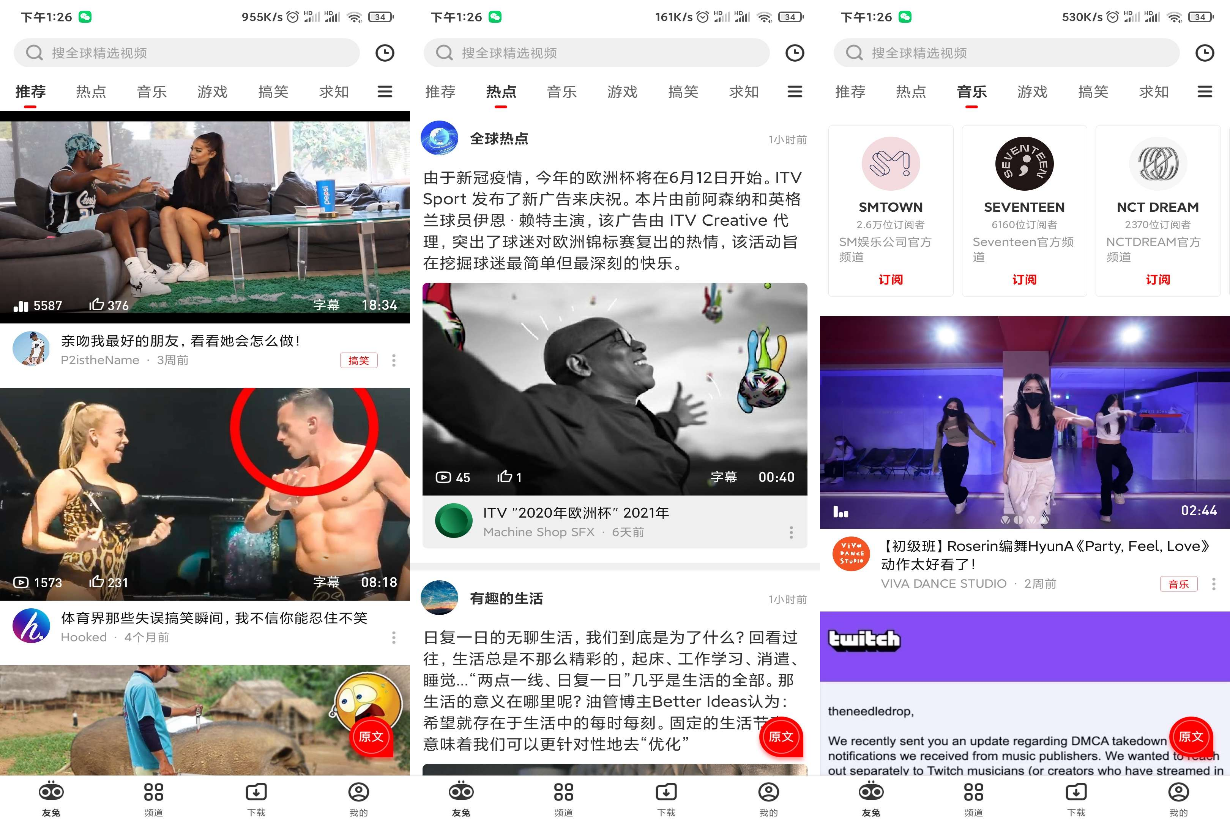 下午1:26
955K/s
HD
HD
34
搜全球精选视频
推荐 热点 音乐 游戏 搞笑 求知
5587 376 字幕 18:34
亲吻我最好的朋友，看看她会怎么做！
P2istheName · 3周前 搞笑
1573 231 字幕 08:18
h.
体育界那些失误搞笑瞬间，我不信你能忍住不笑
Hooked · 4个月前
原文
友兔 频道 下载 我的
下午1:26
161K/s
HD
HD
34
搜全球精选视频
推荐 热点 音乐 游戏 搞笑 求知
全球热点 1小时前
由于新冠疫情，今年的欧洲杯将在6月12日开始。ITV
Sport 发布了新广告来庆祝。本片由前阿森纳和英格
兰球员伊恩·赖特主演，该广告由 ITV Creative 代
理，突出了球迷对欧洲锦标赛复出的热情，该活动旨
在挖掘球迷最简单但最深刻的快乐。
45 1 字幕 00:40
ITV "2020年欧洲杯" 2021年
Machine Shop SFX · 6天前
有趣的生活 1小时前
日复一日的无聊生活，我们到底是为了什么？回看过
往，生活总是不那么精彩的，起床、工作学习、消遣、
睡觉...“两点一线、日复一日”几乎是生活的全部。那
生活的意义在哪里呢？油管博主Better Ideas认为：
希望就存在于生活中的每时每刻。固定的生活节
意味着我们可以更针对性地去“优化”
原文
友兔 频道 下载 我的
下午1:26
530K/s
HD
HD
34
搜全球精选视频
推荐 热点 音乐 游戏 搞笑 求知
SM!
SEVENTEEN
SMTOWN SEVENTEEN NCT DREAM
2.6万位订阅者 6160位订阅者 2370位订阅者
SM娱乐公司官方 Seventeen官方频 NCTDREAM官方
频道 道 频道
订阅 订阅 订阅
02:44
VIVA
DANCE
STUDIO
【初级班】Roserin编舞HyunA《Party, Feel, Love》
动作太好看了！
VIVA DANCE STUDIO · 2周前 音乐
twitch
theneedledrop,
We recently sent you an update regarding DMCA takedown
notifications we received from music publishers. We wanted to reach
out separately to Twitch musicians (or creators who have streamed in
原文
友兔 频道 下载 我的